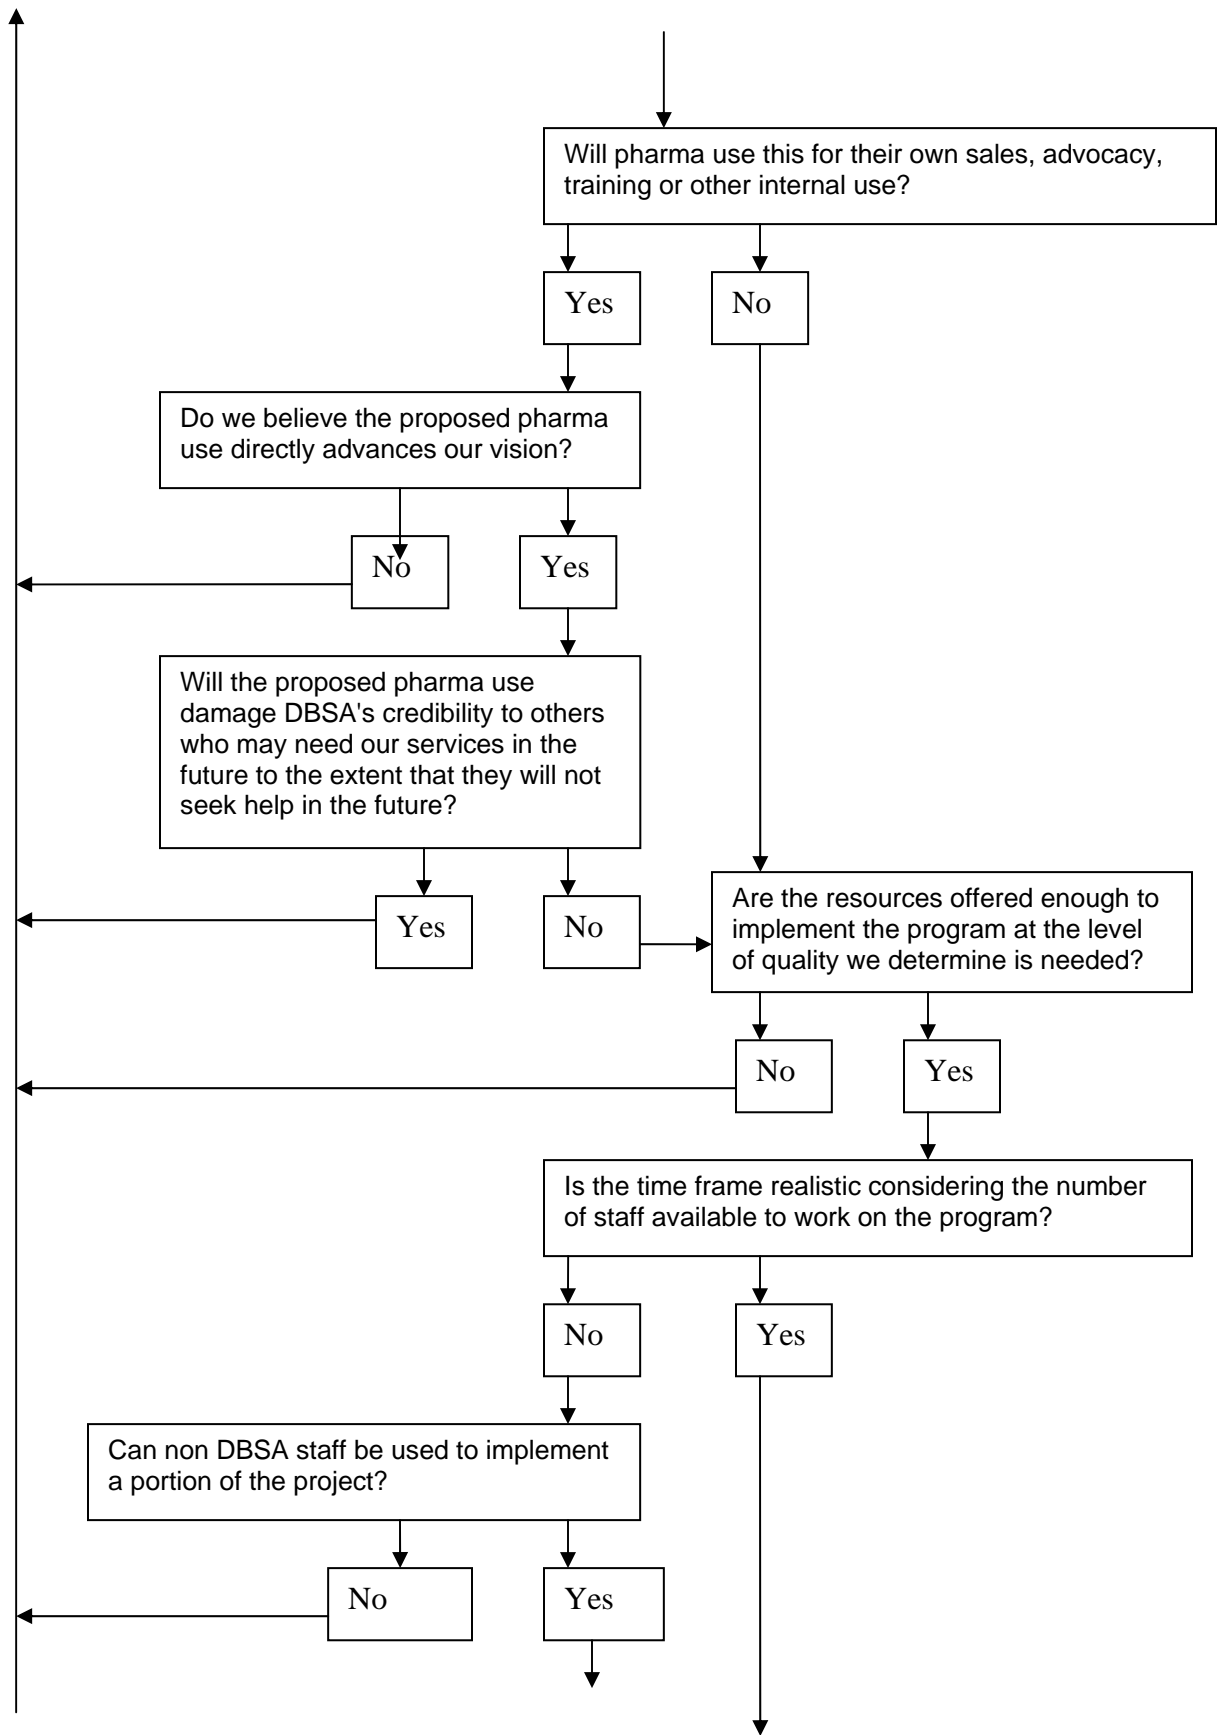 Will pharma use this for their own sales, advocacy,
training or other internal use?
Yes
No
Do we believe the proposed pharma
use directly advances our vision?
No
Yes
Will the proposed pharma use
damage DBSA's credibility to others
who may need our services in the
future to the extent that they will not
seek help in the future?
Yes
No
Are the resources offered enough to
implement the program at the level
of quality we determine is needed?
No
Yes
Is the time frame realistic considering the number
of staff available to work on the program?
No
Yes
Can non DBSA staff be used to implement
a portion of the project?
No
Yes